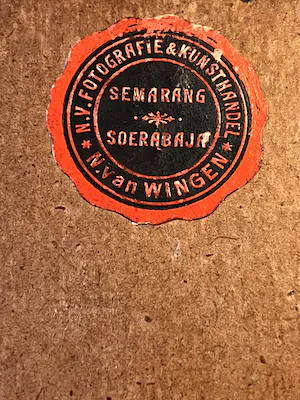 N.V. FOTOGRAFIE & KUNSTHANDEL
SEMARANG
SOERABAJA
N. van WINGEN